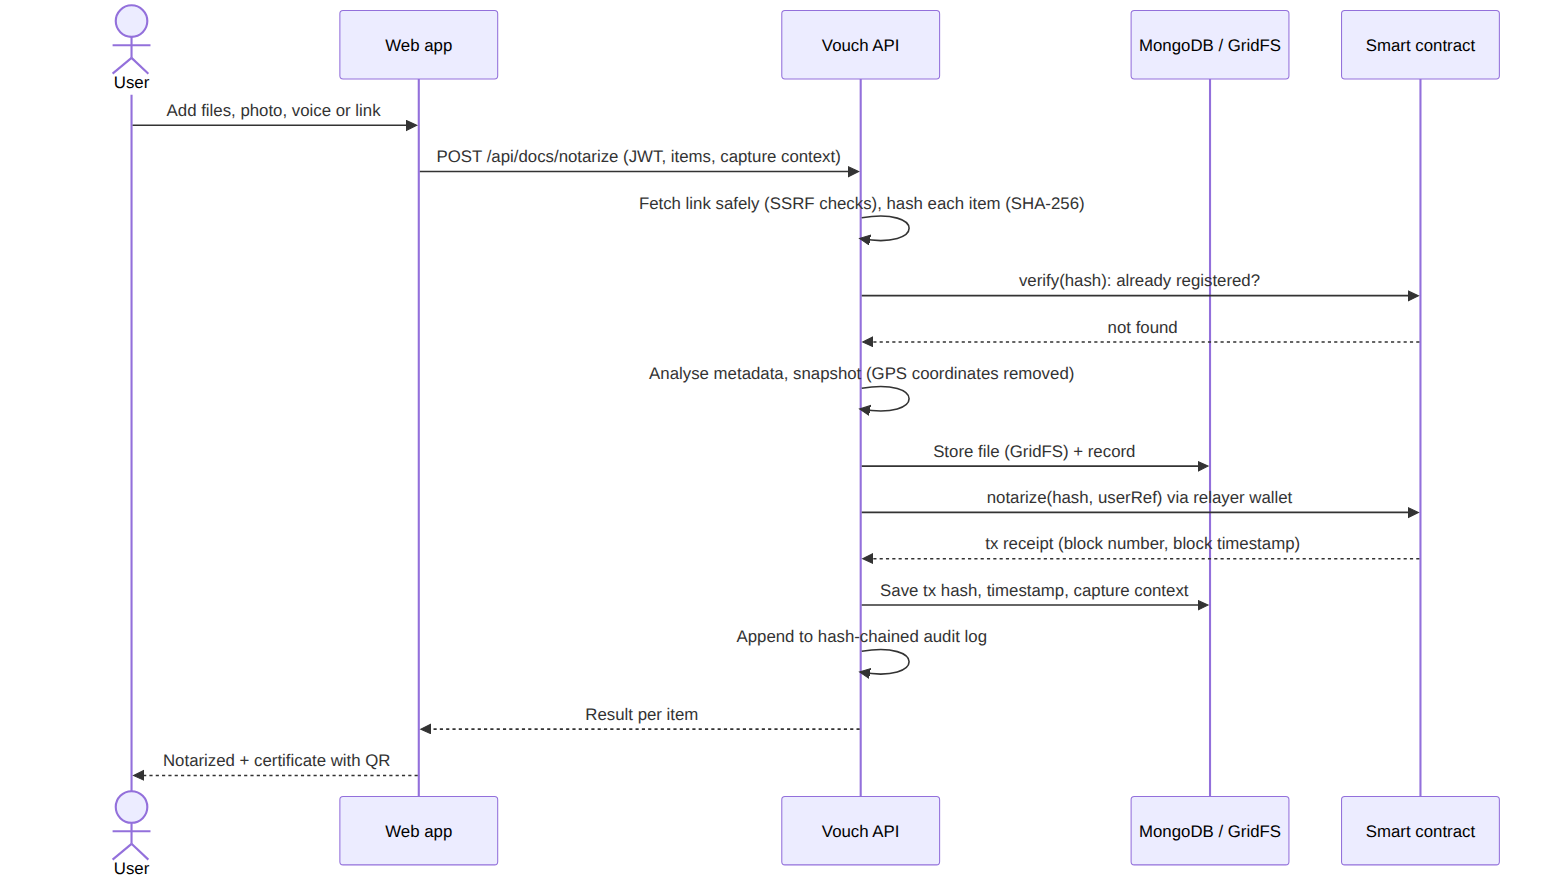 User
Web app
Vouch API
MongoDB / GridFS
Smart contract
Add files, photo, voice or link
POST /api/docs/notarize (JWT, items, capture context)
Fetch link safely (SSRF checks), hash each item (SHA-256)
verify(hash): already registered?
not found
Analyse metadata, snapshot (GPS coordinates removed)
Store file (GridFS) + record
notarize(hash, userRef) via relayer wallet
tx receipt (block number, block timestamp)
Save tx hash, timestamp, capture context
Append to hash-chained audit log
Result per item
Notarized + certificate with QR
User
Web app
Vouch API
MongoDB / GridFS
Smart contract